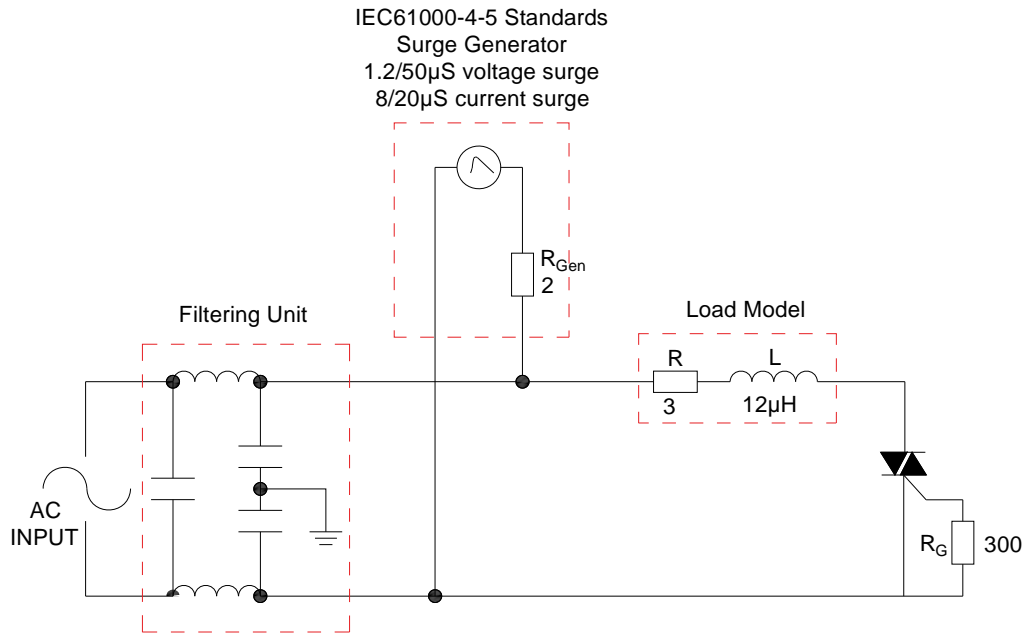 IEC61000-4-5 Standards
Surge Generator
1.2/50µS voltage surge
8/20µS current surge
RGen
2
Filtering Unit
Load Model
R
L
3
12µH
AC
INPUT
RG
300